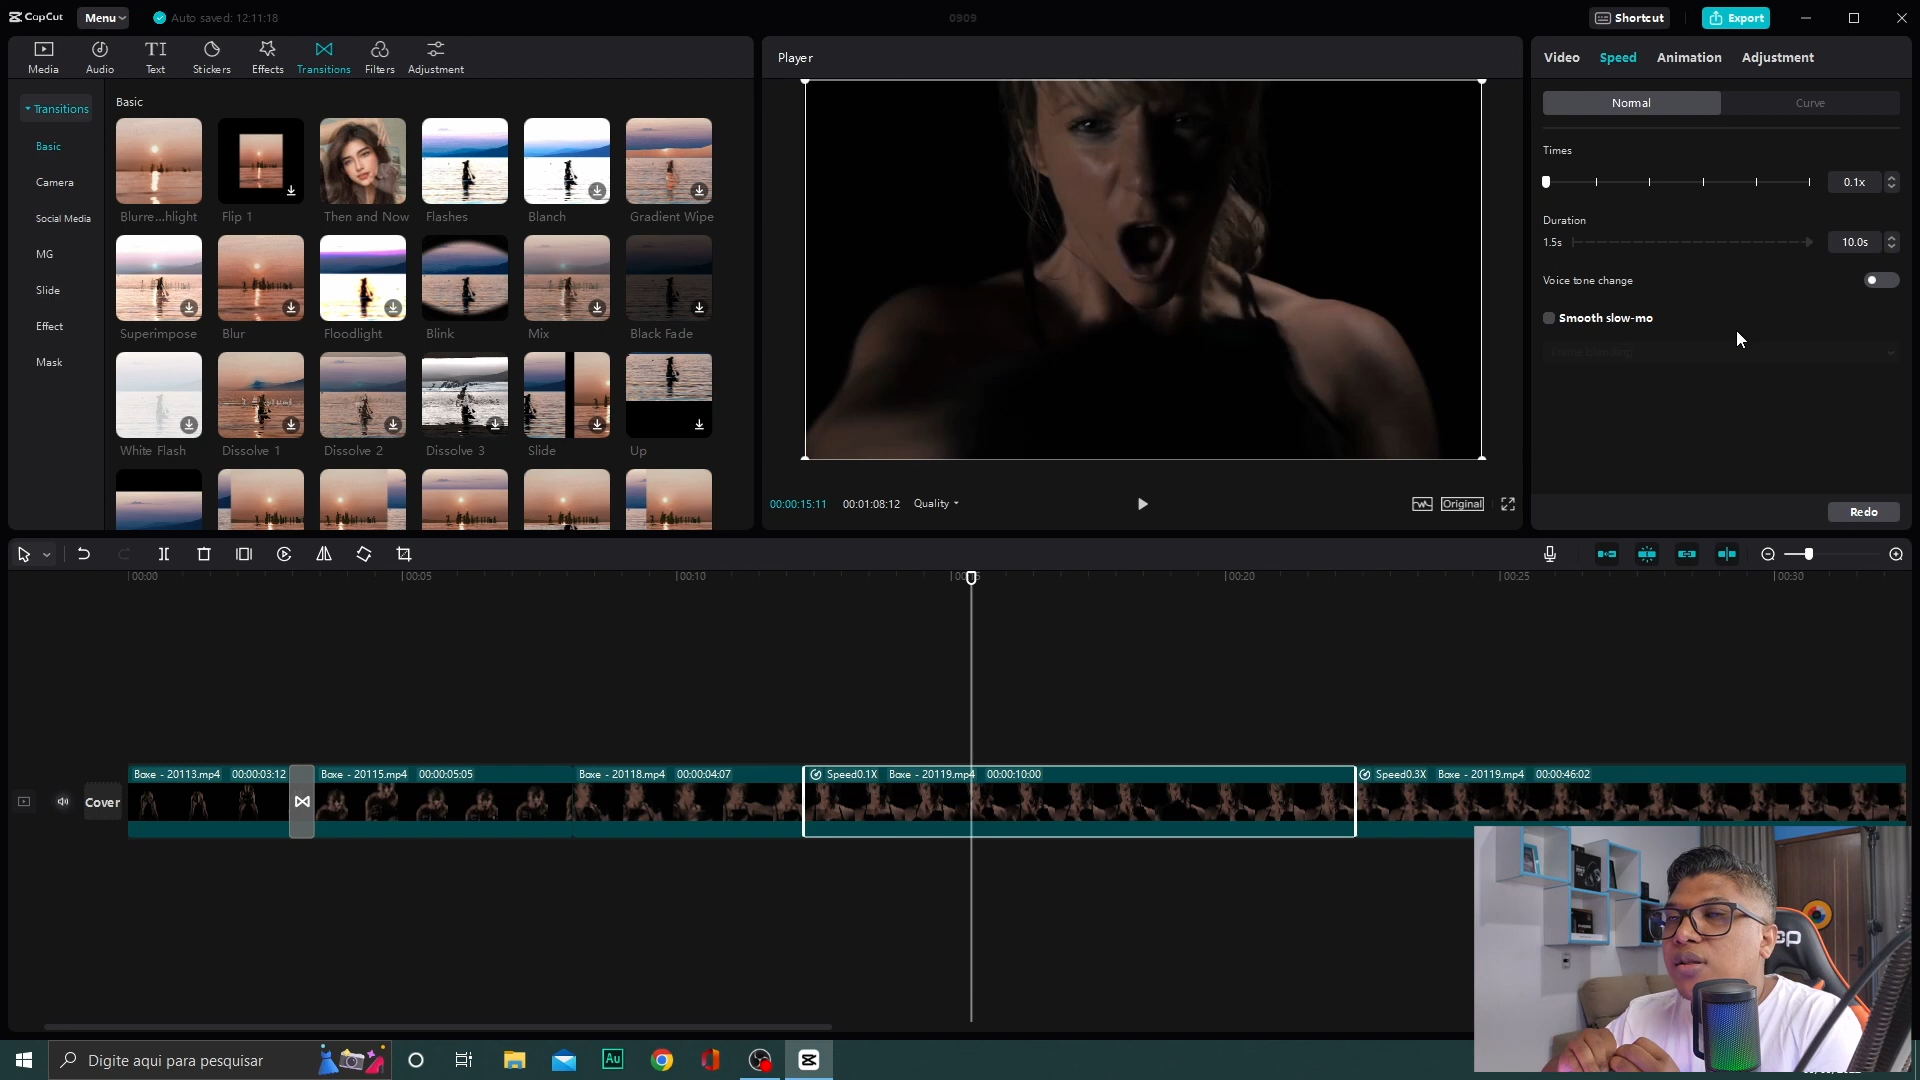 CapCut
Menu
Auto saved: 12:11:18
0909
Shortcut
Export
Media
Audio
TI
Text
Stickers
Effects
Transitions
Filters
Adjustment
Transitions
Basic
Camera
Social Media
MG
Slide
Effect
Mask
Basic
Blurre...hlight
Flip 1
Then and Now
Flashes
Blanch
Gradient Wipe
Superimpose
Blur
Floodlight
Blink
Mix
Black Fade
White Flash
Dissolve 1
Dissolve 2
Dissolve 3
Slide
Up
Player
00:00:15:11
00:01:08:12
Quality
Original
Video
Speed
Animation
Adjustment
Normal
Curve
Times
0.1x
Duration
1.5s
10.0s
Voice tone change
Smooth slow-mo
Frame blending
Redo
00:00
00:05
00:10
00:20
00:25
00:30
Cover
Boxe - 20113.mp4 00:00:03:12
Boxe - 20115.mp4 00:00:05:05
Boxe - 20118.mp4 00:00:04:07
Speed0.1X Boxe - 20119.mp4 00:00:10:00
Speed0.3X Boxe - 20119.mp4 00:00:46:02
Digite aqui para pesquisar
Au